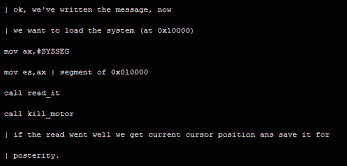 | ok, we've written the message, now
| we want to load the system (at 0x10000)
mov ax,#SYSSEG
mov es,ax | segment of 0x010000
call read_it
call kill_motor
| if the read went well we get current cursor position ans save it for
| posterity.